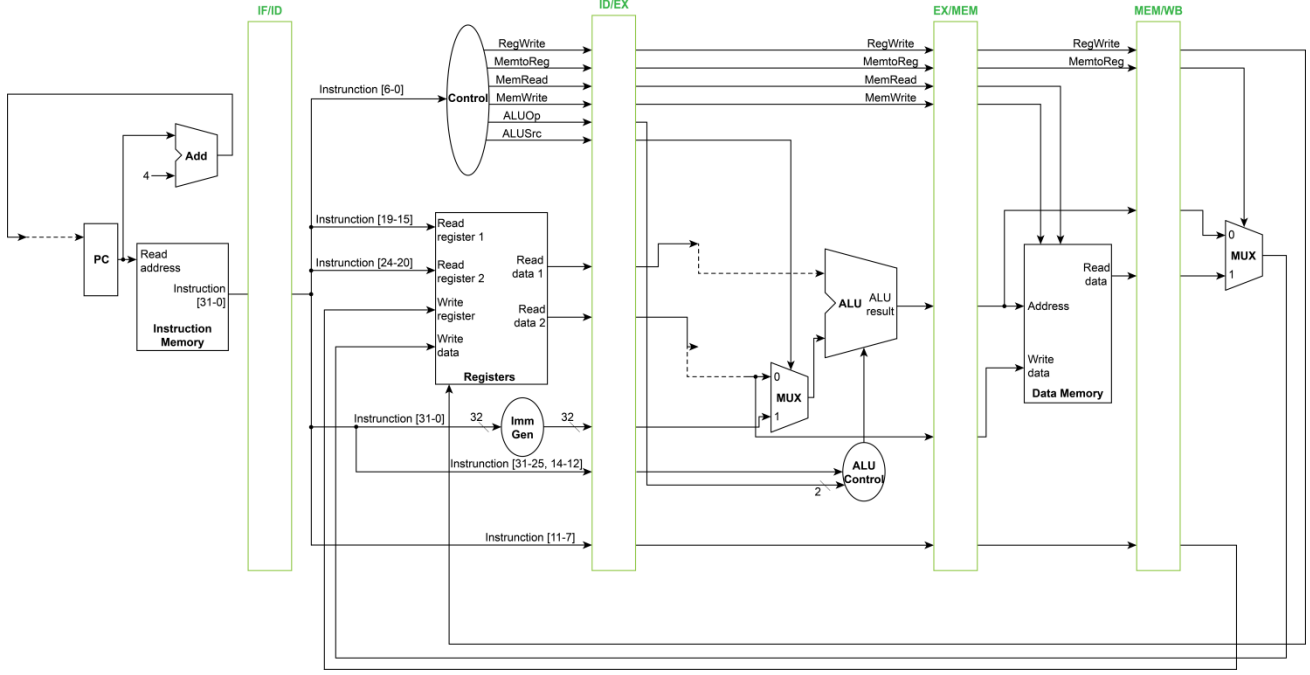 IF/ID
ID/EX
EX/MEM
MEM/WB
RegWrite
MemtoReg
MemRead
MemWrite
ALUOp
ALUSrc
RegWrite
MemtoReg
MemRead
MemWrite
RegWrite
MemtoReg
Instrunction [6-0]
Control
Add
4
PC
Read
address
Instruction
[31-0]
Instruction
Memory
Instrunction [19-15]
Instrunction [24-20]
Read
register 1
Read
register 2
Write
register
Write
data
Read
data 1
Read
data 2
Registers
Instrunction [31-0]
32
Imm
Gen
32
Instrunction [31-25, 14-12]
Instrunction [11-7]
0
MUX
1
ALU
ALU
result
ALU
Control
2
Address
Write
data
Read
data
Data Memory
0
MUX
1